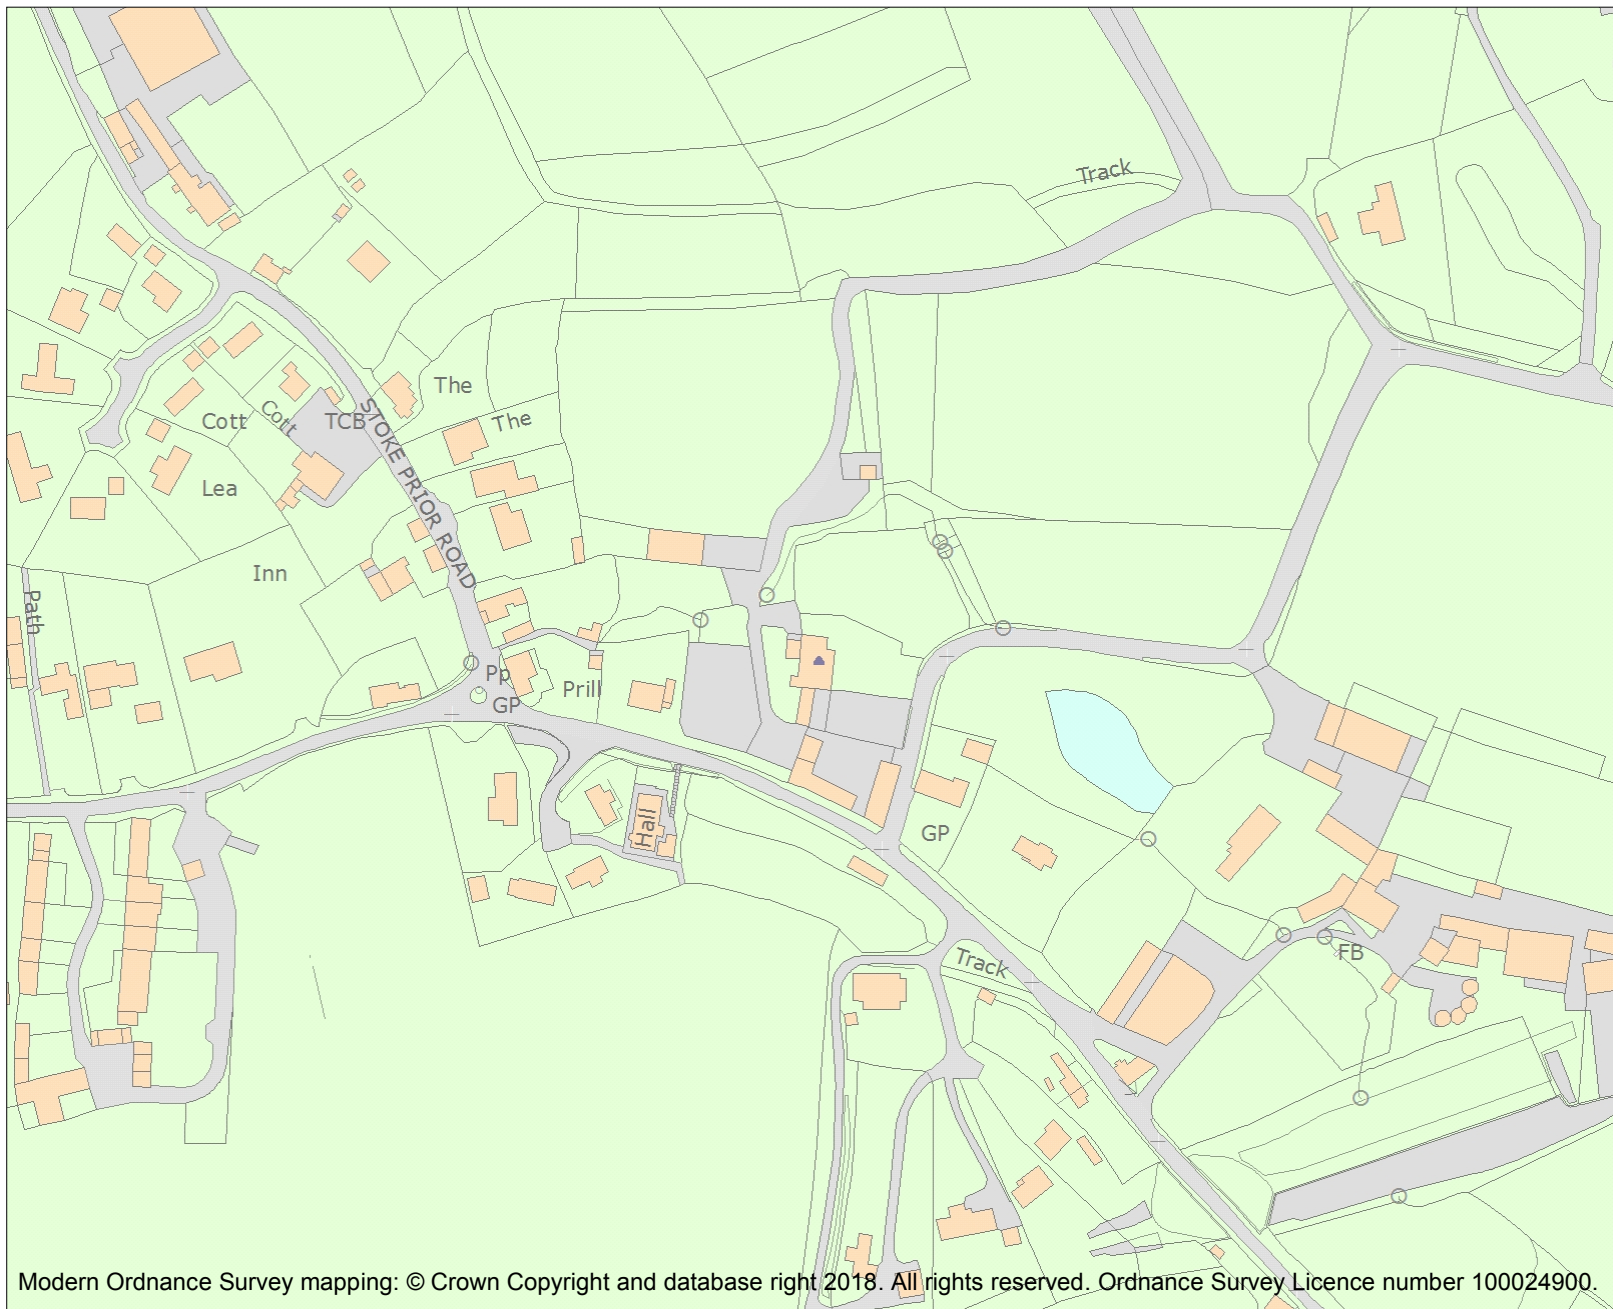 Track
The
The
Cott
Cott
TCB
STOKE PRIOR ROAD
Lea
Inn
Path
Pp
Prill
GP
Hall
GP
Track
FB
Modern Ordnance Survey mapping: © Crown Copyright and database right 2018. All rights reserved. Ordnance Survey Licence number 100024900.